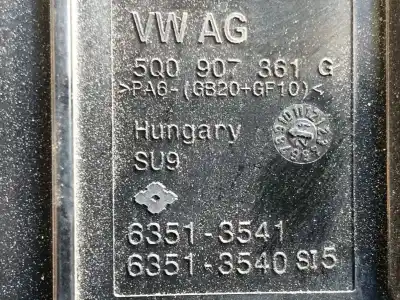 VW AG
5Q0 907 361 G
>PA6-(GB20+GF10)<
Hungary
SU9
6351-3541
6351-3540 SI5